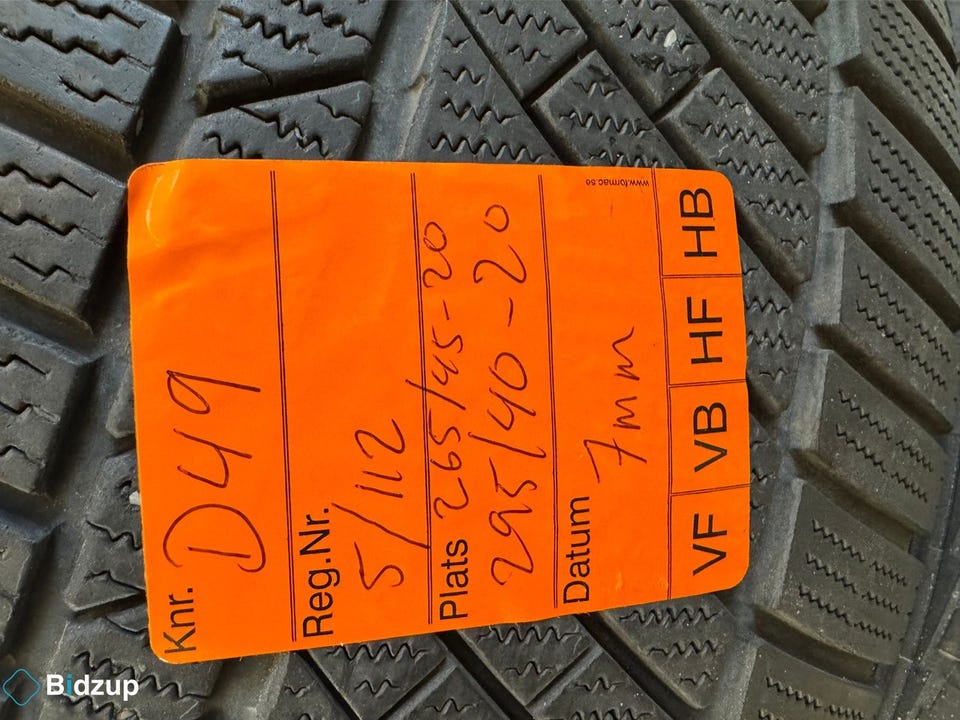 Knr. D49
Reg.Nr. 5/112
Plats 265/45-20
295/40-20
Datum 7mm
www.formac.se
VF VB HF HB
Bidzup